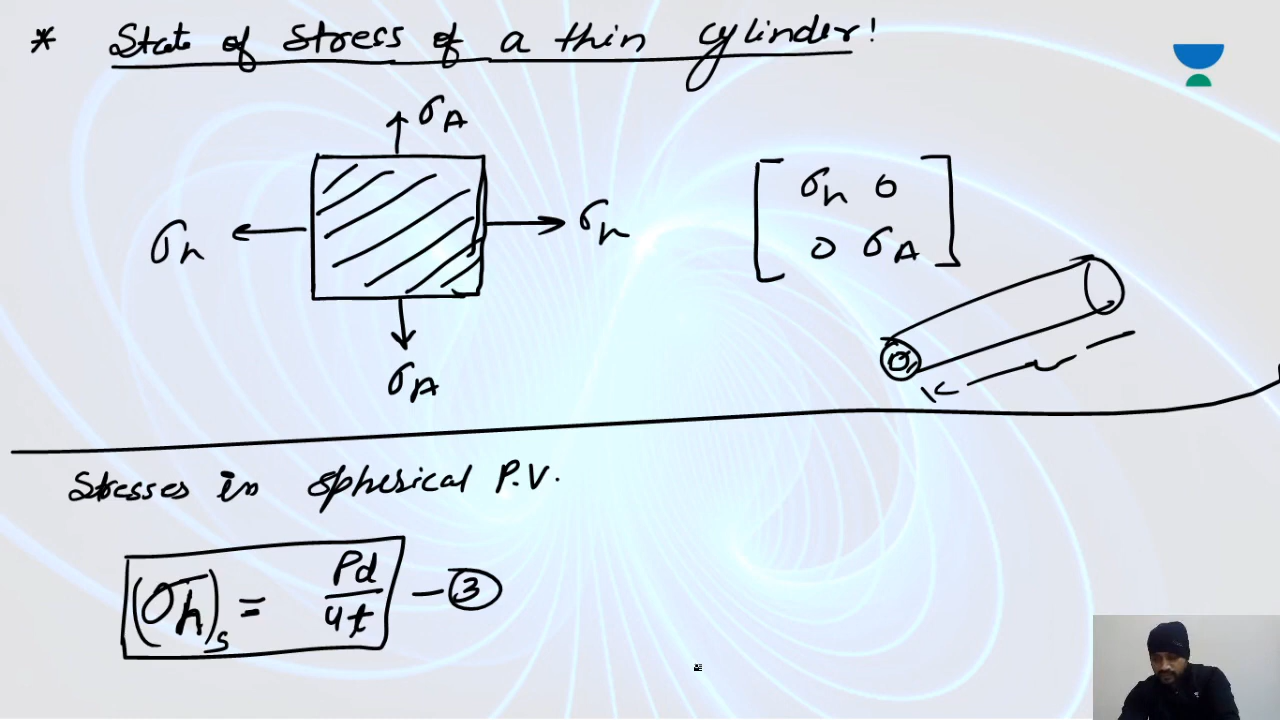 * State of Stress of a thin cylinder!
σA
σh
σh
σA
[σh 0
0 σA]
Stresses in spherical P.V.
(σh)s = Pd/4t - ③